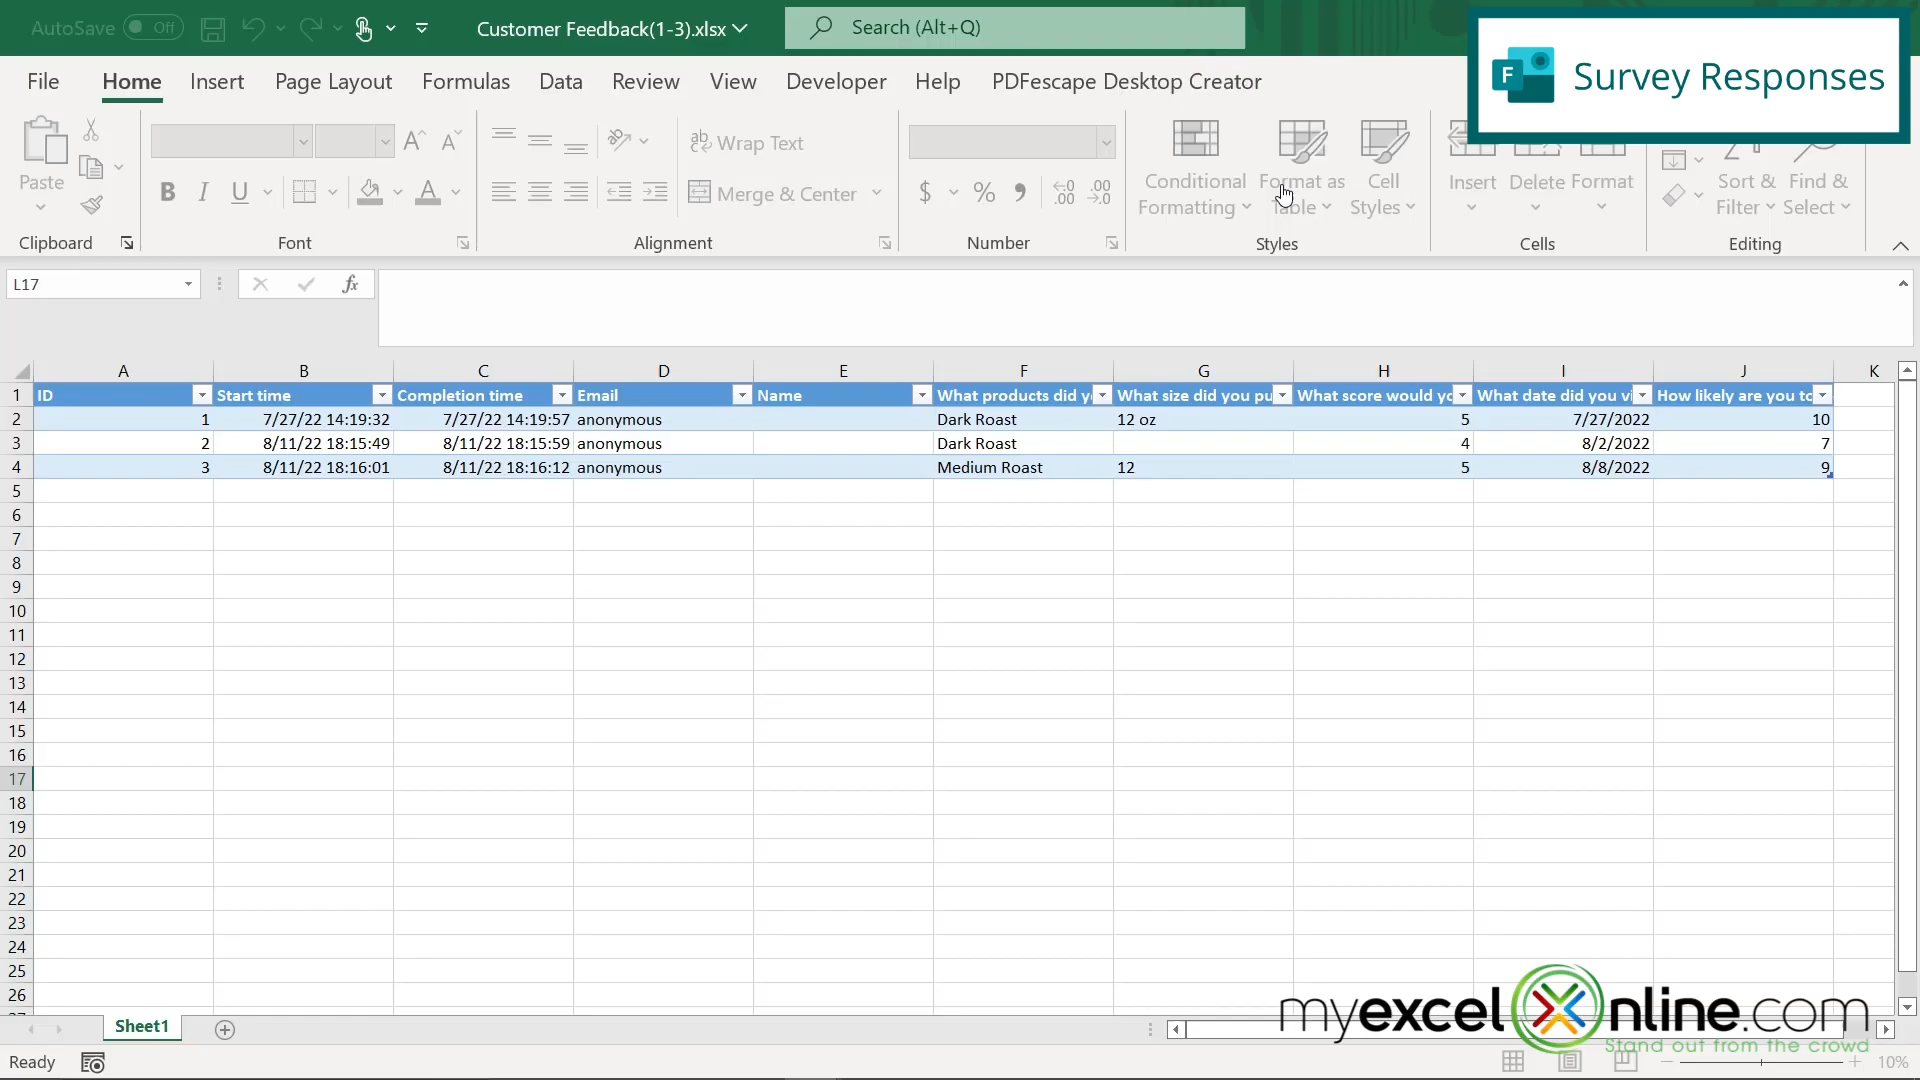 AutoSave Off
Customer Feedback(1-3).xlsx
Search (Alt+Q)
F Survey Responses
File Home Insert Page Layout Formulas Data Review View Developer Help PDFescape Desktop Creator
Paste
Clipboard
A A
B I U A
Font
ab Wrap Text
Merge & Center
Alignment
$ % 9 .00
Number
Conditional Formatting
Format as Table
Cell Styles
Styles
Insert Delete Format
Cells
Sort & Filter
Find & Select
Editing
L17 fx
A B C D E F G H I J K
1 ID Start time Completion time Email Name What products did What size did you What score would What date did you How likely are you
2 1 7/27/22 14:19:32 7/27/22 14:19:57 anonymous Dark Roast 12 oz 5 7/27/2022 10
3 2 8/11/22 18:15:49 8/11/22 18:15:59 anonymous Dark Roast 4 8/2/2022 7
4 3 8/11/22 18:16:01 8/11/22 18:16:12 anonymous Medium Roast 12 5 8/8/2022 9
5
6
7
8
9
10
11
12
13
14
15
16
17
18
19
20
21
22
23
24
25
26
Sheet1
myexcelonline.com
Stand out from the crowd
Ready
10%